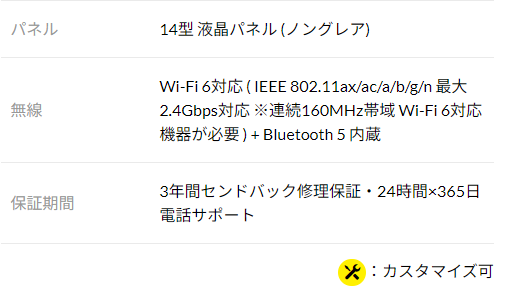 パネル
14型 液晶パネル (ノングレア)
無線
Wi-Fi 6対応 ( IEEE 802.11ax/ac/a/b/g/n 最大
2.4Gbps対応 ※連続160MHz帯域 Wi-Fi 6対応
機器が必要 ) + Bluetooth 5 内蔵
保証期間
3年間センドバック修理保証・24時間×365日
電話サポート
：カスタマイズ可